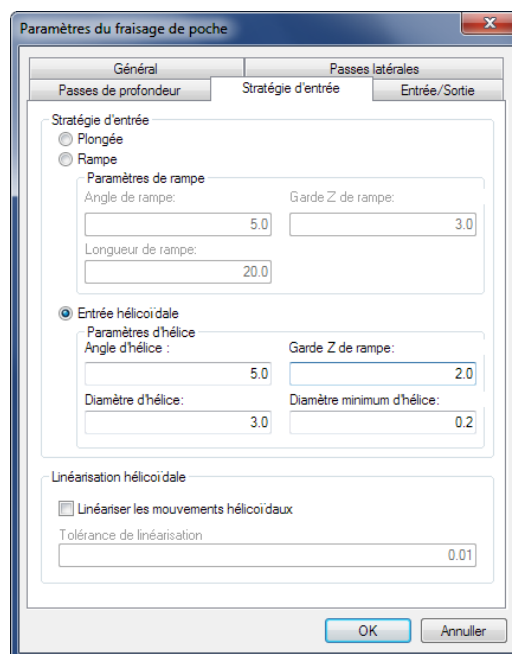 Paramètres du fraisage de poche
Général Passes latérales
Passes de profondeur Stratégie d'entrée Entrée/Sortie
Stratégie d'entrée
Plongée
Rampe
Paramètres de rampe
Angle de rampe: Garde Z de rampe:
5.0 3.0
Longueur de rampe:
20.0
Entrée hélicoïdale
Paramètres d'hélice
Angle d'hélice : Garde Z de rampe:
5.0 2.0
Diamètre d'hélice: Diamètre minimum d'hélice:
3.0 0.2
Linéarisation hélicoïdale
Linéariser les mouvements hélicoïdaux
Tolérance de linéarisation
0.01
OK Annuller